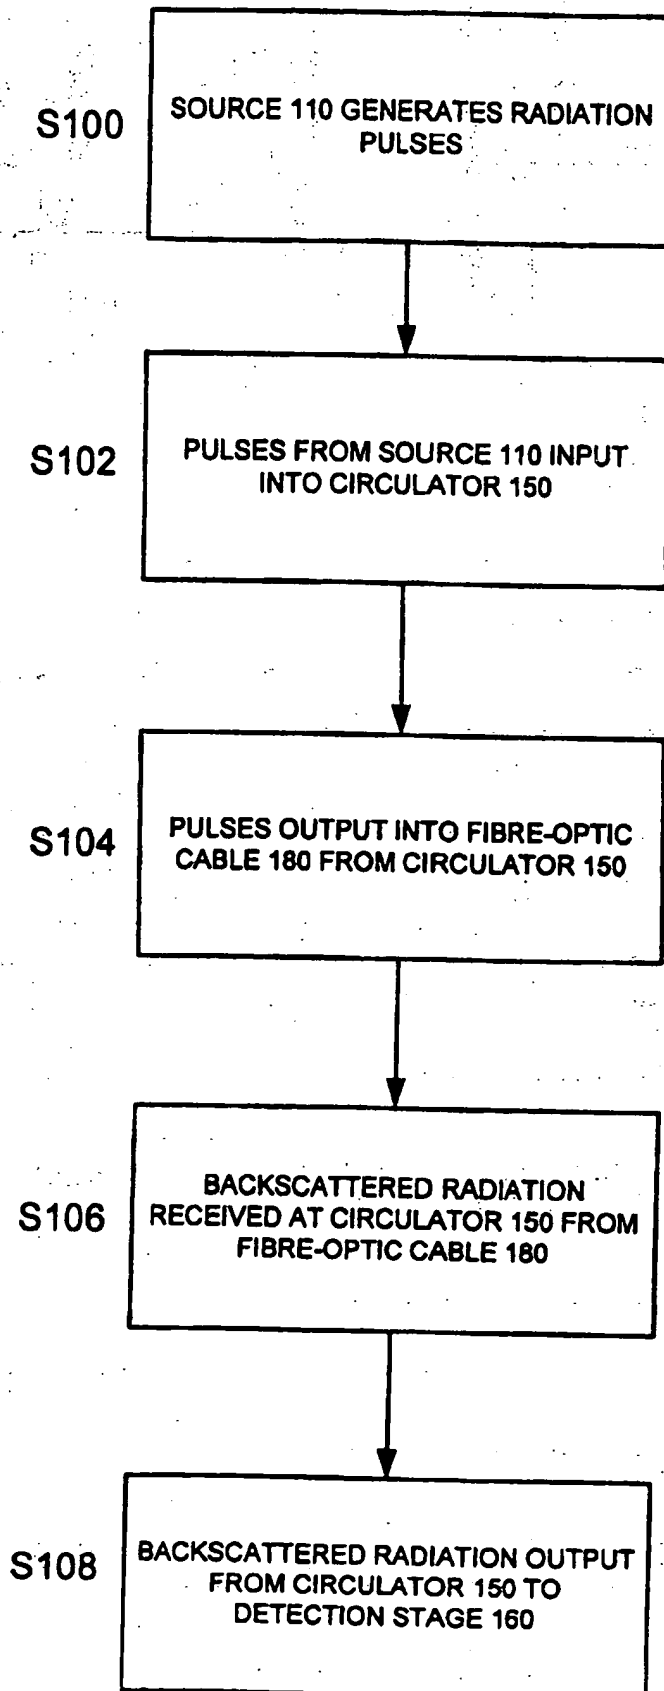 S100
SOURCE 110 GENERATES RADIATION
PULSES
S102
PULSES FROM SOURCE 110 INPUT
INTO CIRCULATOR 150
S104
PULSES OUTPUT INTO FIBRE-OPTIC
CABLE 180 FROM CIRCULATOR 150
S106
BACKSCATTERED RADIATION
RECEIVED AT CIRCULATOR 150 FROM
FIBRE-OPTIC CABLE 180
S108
BACKSCATTERED RADIATION OUTPUT
FROM CIRCULATOR 150 TO
DETECTION STAGE 160